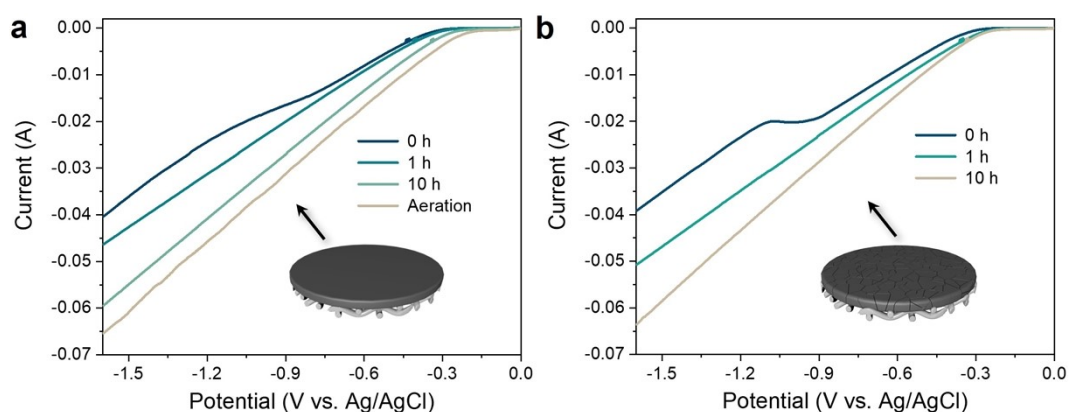 a
0.00
-0.01
-0.02
-0.03
-0.04
-0.05
-0.06
-0.07
Current (A)
0 h
1 h
10 h
Aeration
-1.5
-1.2
-0.9
-0.6
-0.3
0.0
Potential (V vs. Ag/AgCl)
b
0.00
-0.01
-0.02
-0.03
-0.04
-0.05
-0.06
-0.07
Current (A)
0 h
1 h
10 h
-1.5
-1.2
-0.9
-0.6
-0.3
0.0
Potential (V vs. Ag/AgCl)